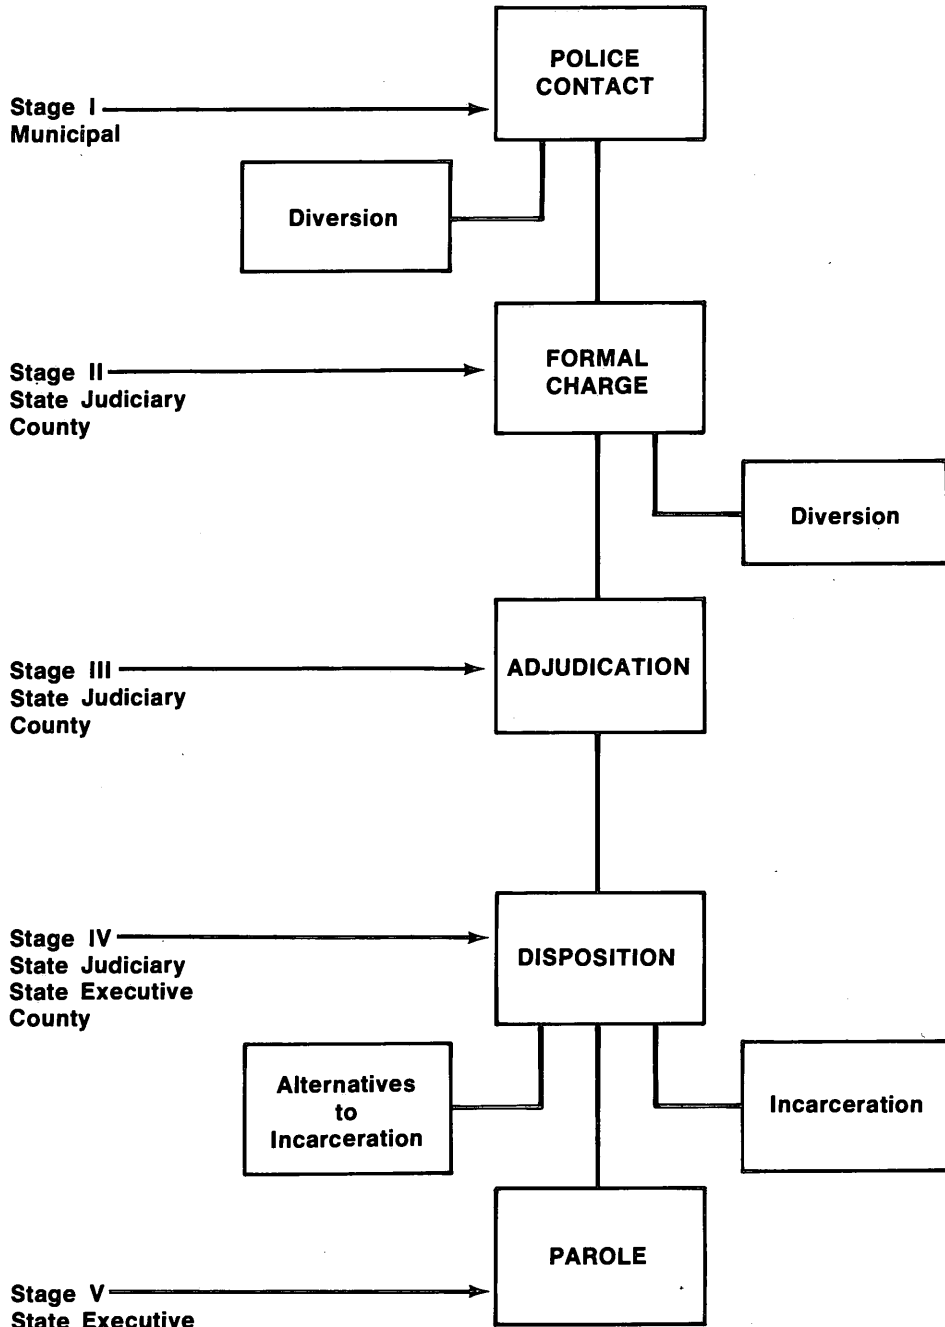 POLICE
CONTACT
Stage I
Municipal
Diversion
FORMAL
CHARGE
Stage II
State Judiciary
County
Diversion
ADJUDICATION
Stage III
State Judiciary
County
DISPOSITION
Stage IV
State Judiciary
State Executive
County
Alternatives
to
Incarceration
Incarceration
PAROLE
Stage V
State Executive